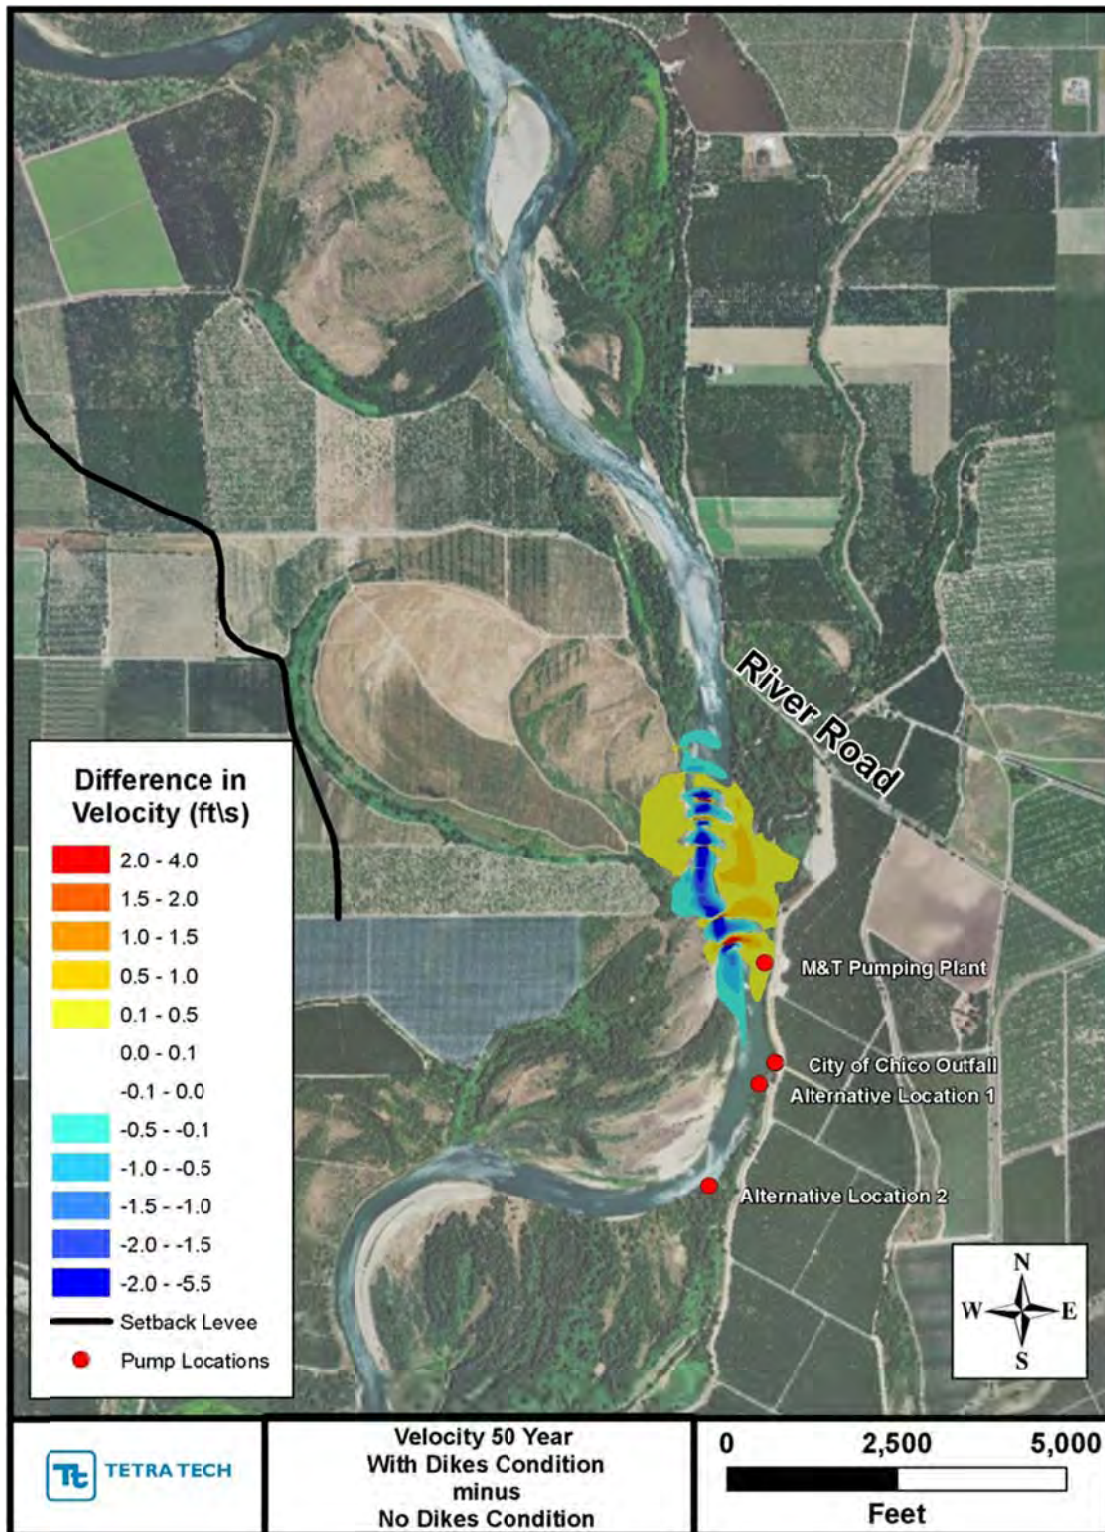 River Road
M&T Pumping Plant
City of Chico Outfall
Alternative Location 1
Alternative Location 2
Difference in
Velocity (ft\s)
2.0 - 4.0
1.5 - 2.0
1.0 - 1.5
0.5 - 1.0
0.1 - 0.5
0.0 - 0.1
-0.1 - 0.0
-0.5 - -0.1
-1.0 - -0.5
-1.5 - -1.0
-2.0 - -1.5
-2.0 - -5.5
Setback Levee
Pump Locations
N
W E
S
Tt TETRA TECH
Velocity 50 Year
With Dikes Condition
minus
No Dikes Condition
0 2,500 5,000
Feet